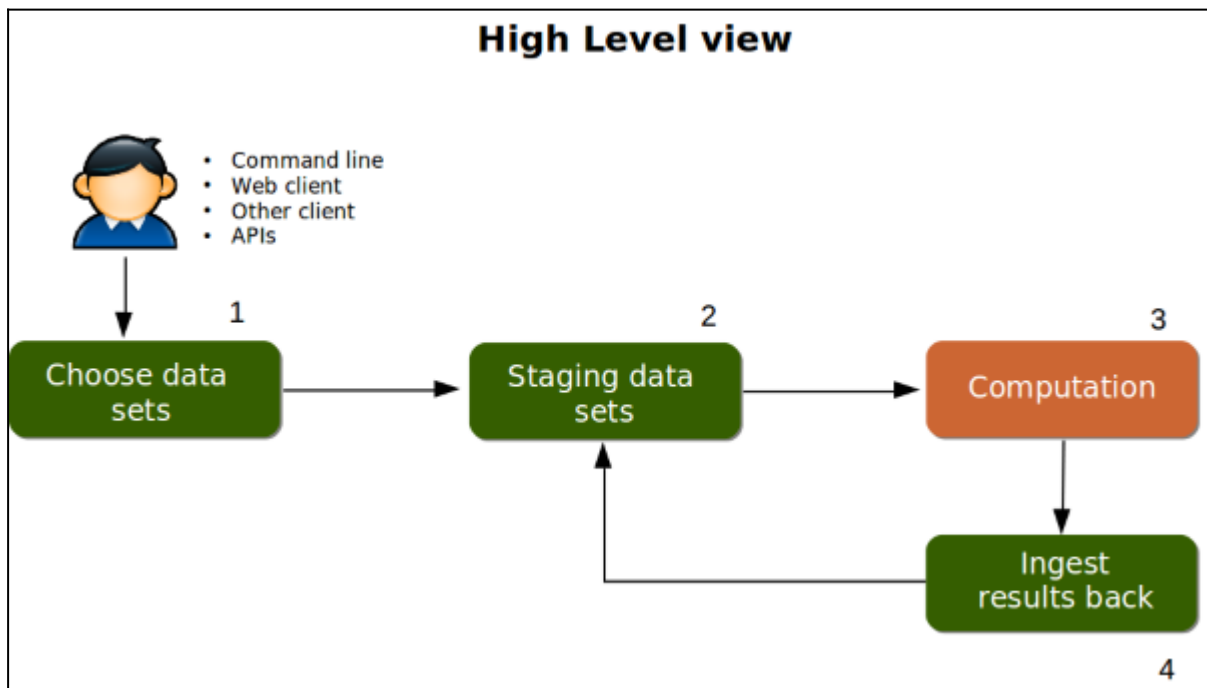 High Level view
• Command line
• Web client
• Other client
• APIs
1
2
3
Choose data
sets
Staging data
sets
Computation
Ingest
results back
4